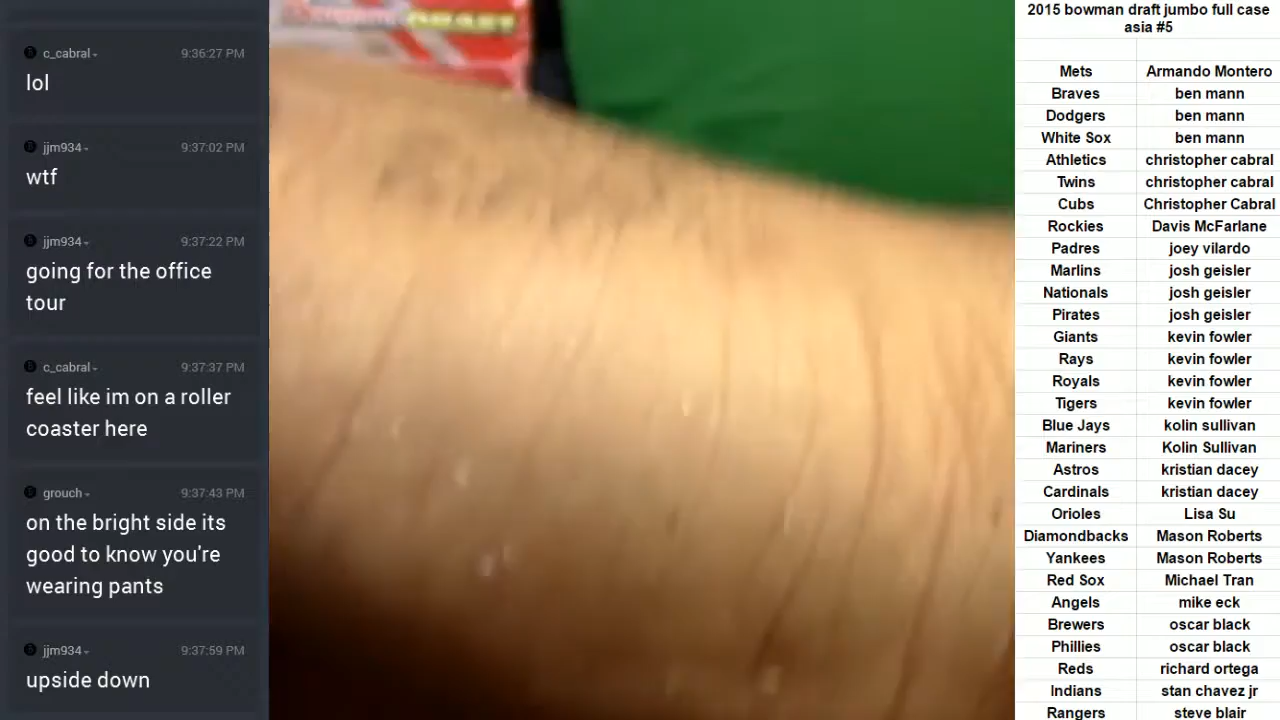 c_cabral 9:36:27 PM
lol
jjm934 9:37:02 PM
wtf
jjm934 9:37:22 PM
going for the office
tour
c_cabral 9:37:37 PM
feel like im on a roller
coaster here
grouch 9:37:43 PM
on the bright side its
good to know you're
wearing pants
jjm934 9:37:59 PM
upside down
2015 bowman draft jumbo full case
asia #5
Mets Armando Montero
Braves ben mann
Dodgers ben mann
White Sox ben mann
Athletics christopher cabral
Twins christopher cabral
Cubs Christopher Cabral
Rockies Davis McFarlane
Padres joey vilardo
Marlins josh geisler
Nationals josh geisler
Pirates josh geisler
Giants kevin fowler
Rays kevin fowler
Royals kevin fowler
Tigers kevin fowler
Blue Jays kolin sullivan
Mariners Kolin Sullivan
Astros kristian dacey
Cardinals kristian dacey
Orioles Lisa Su
Diamondbacks Mason Roberts
Yankees Mason Roberts
Red Sox Michael Tran
Angels mike eck
Brewers oscar black
Phillies oscar black
Reds richard ortega
Indians stan chavez jr
Rangers steve blair